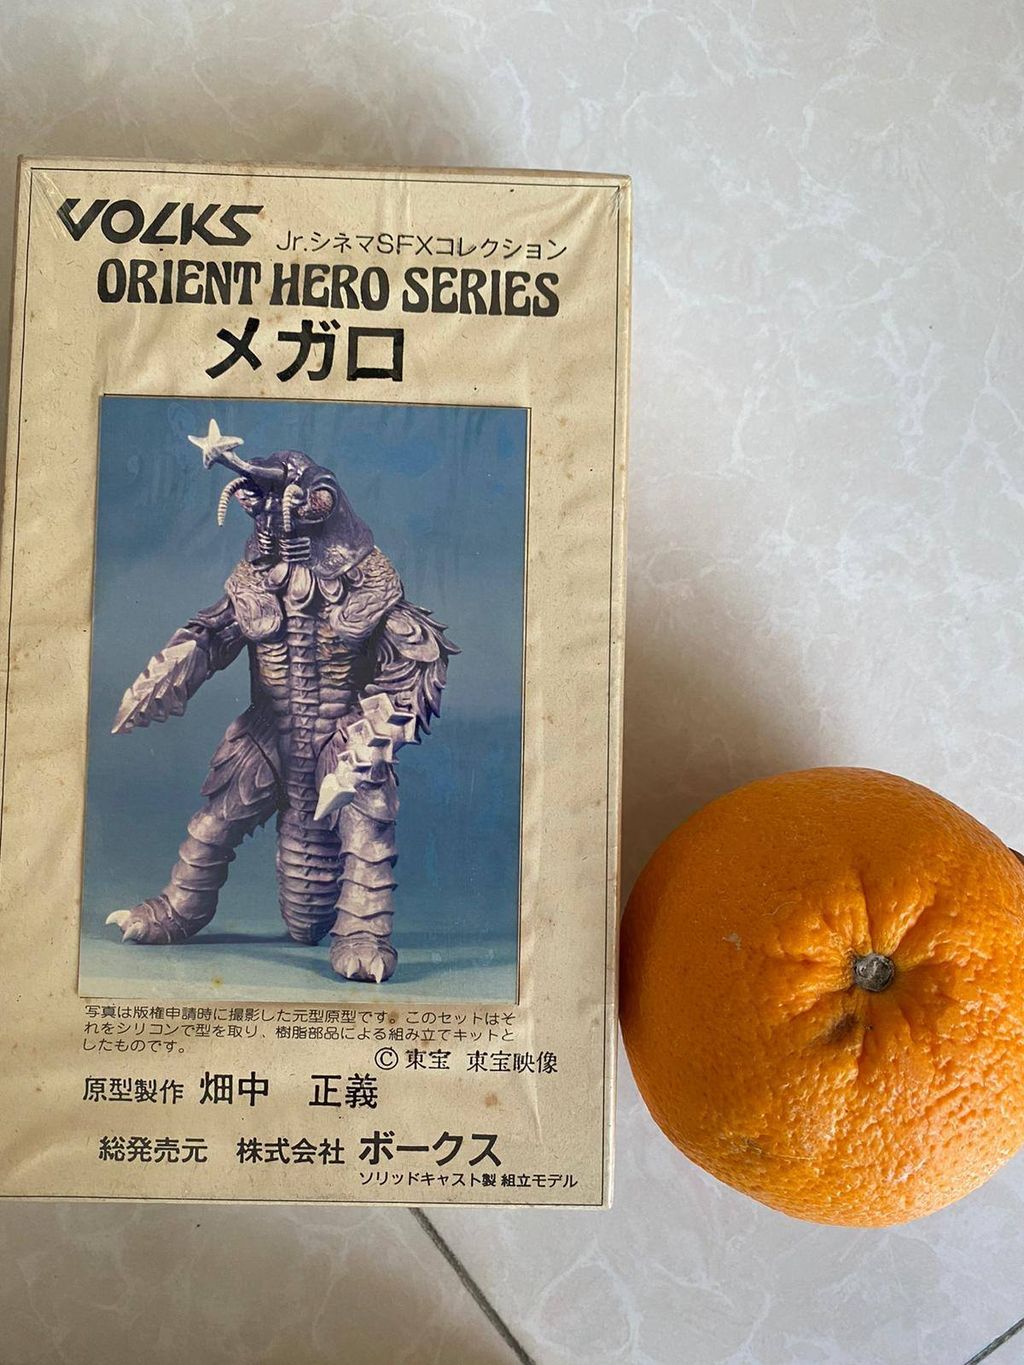 VOLKS Jr.シネマSFXコレクション
ORIENT HERO SERIES
メガロ
写真は版権申請時に撮影した元型原型です。このセットはそ
れをシリコンで型を取り、樹脂部品による組み立てキットと
したものです。
©東宝 東宝映像
原型製作 畑中 正義
総発売元 株式会社 ボークス
ソリッドキャスト製 組立モデル